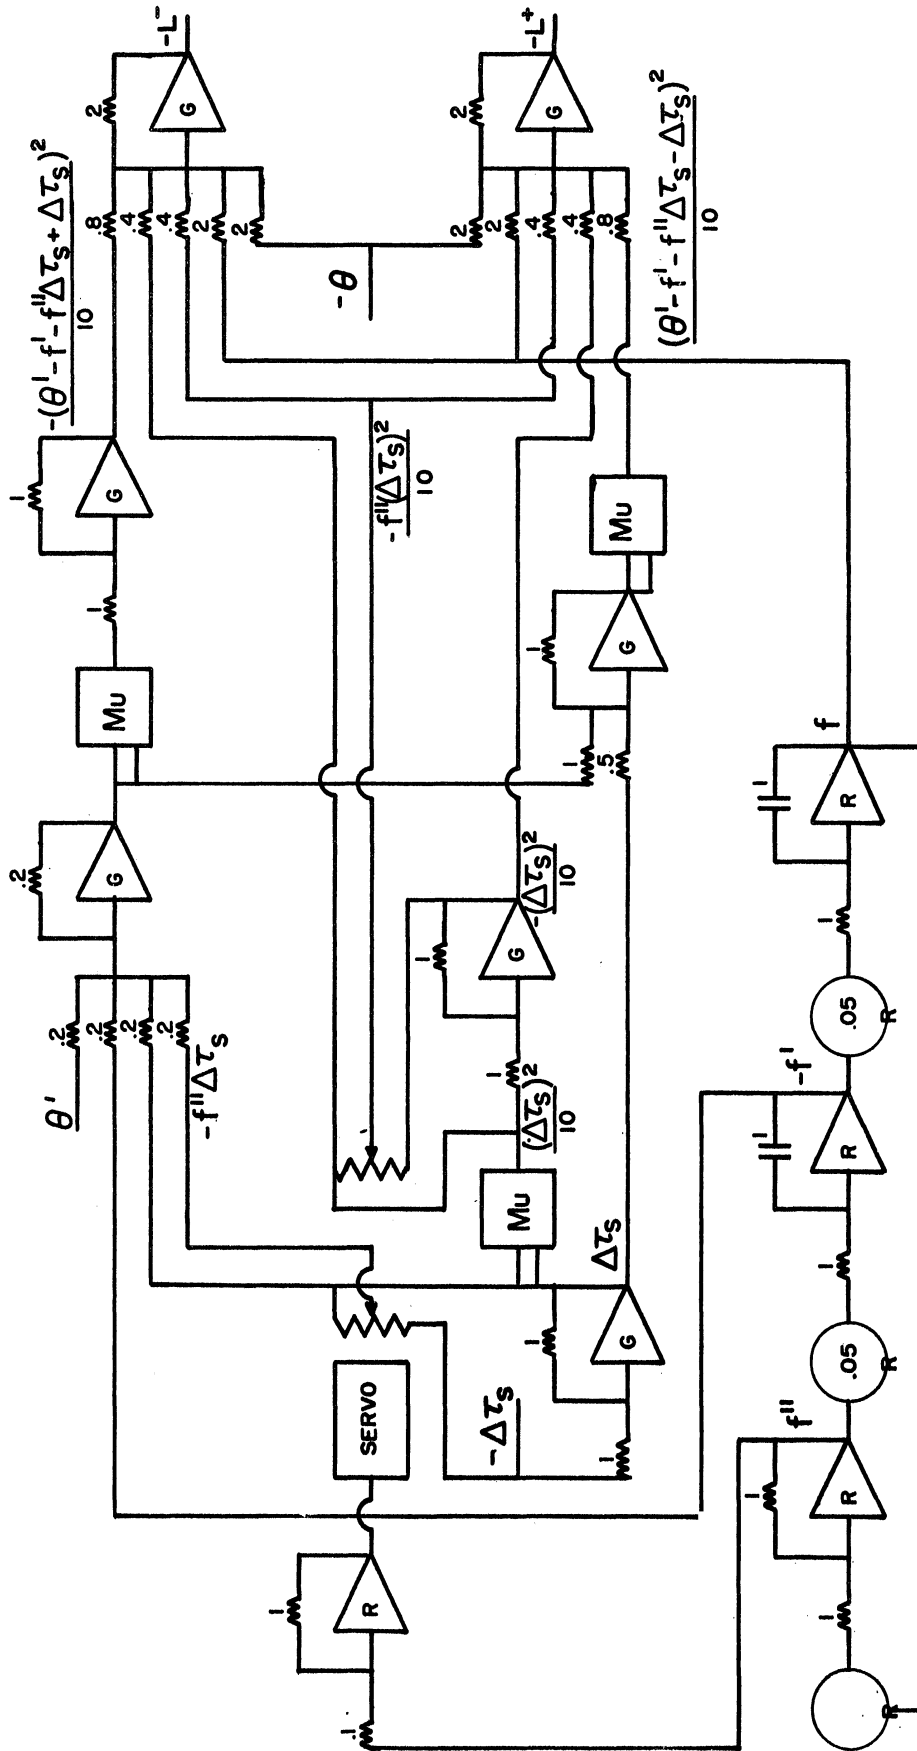 -L⁻
-L⁺
2
G
2
G
.8
.4
.4
2
2
2
2
.4
.4
.8
-(θ' - f' - f''Δτₛ + Δτₛ)²
10
-θ
(θ' - f' - f''Δτₛ - Δτₛ)²
10
1
G
-f''(Δτₛ)²
10
1
Mu
Mu
1
G
1
.5
.2
G
f
1
R
1
G
-(Δτₛ)²
10
θ'
.2
.2
.2
.2
-f''Δτₛ
1
(Δτₛ)²
10
Mu
1
.05
R
-f'
1
R
Δτₛ
1
G
1
1
.05
R
SERVO
-Δτₛ
f''
1
R
1
R
.1
1
R